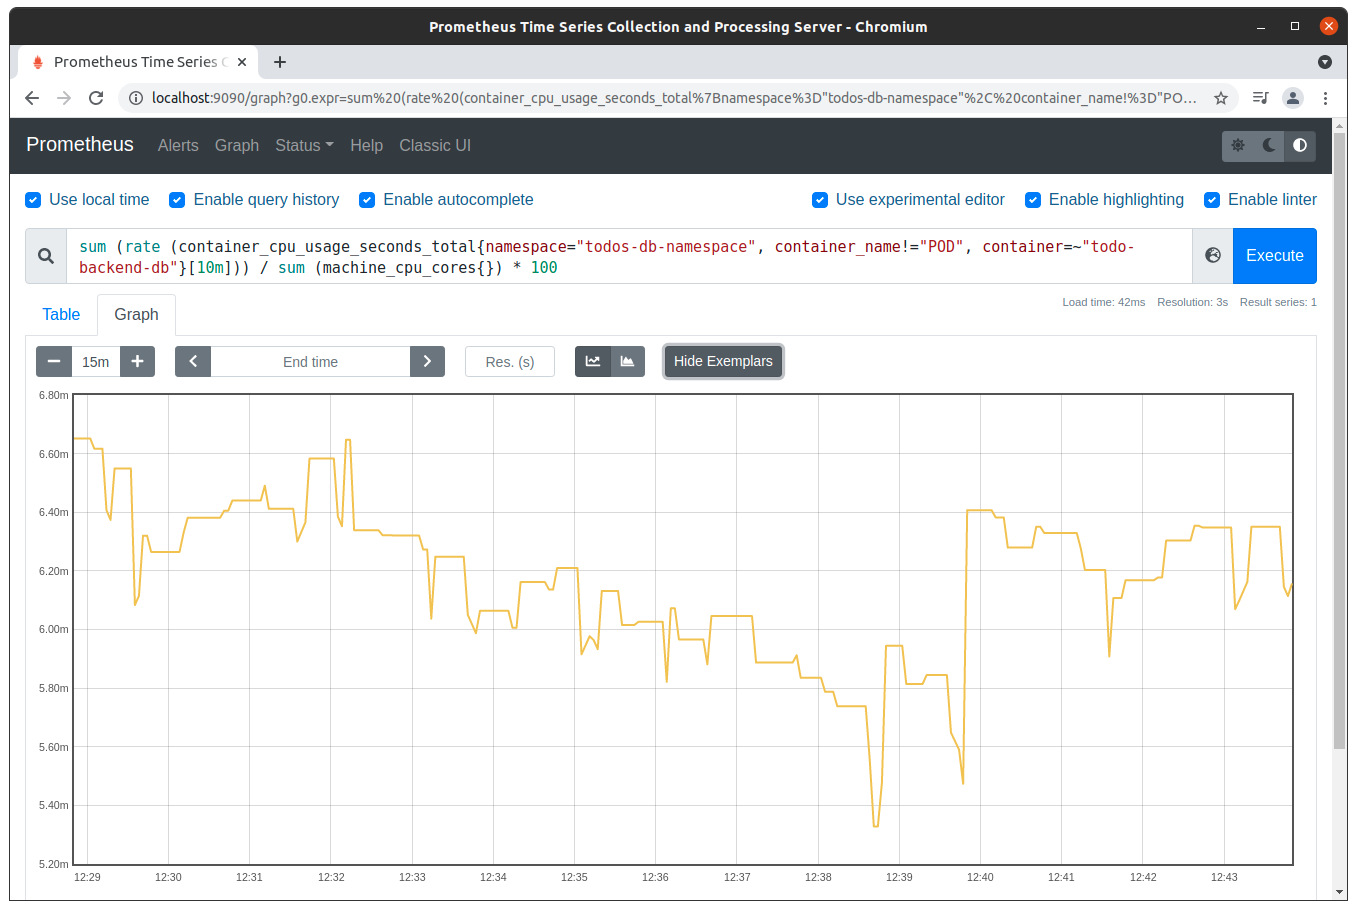 Prometheus Time Series Collection and Processing Server - Chromium
Prometheus Time Series C
localhost:9090/graph?g0.expr=sum%20(rate%20(container_cpu_usage_seconds_total%7Bnamespace%3D"todos-db-namespace"%2C%20container_name!%3D"PO...
Prometheus Alerts Graph Status Help Classic UI
Use local time Enable query history Enable autocomplete Use experimental editor Enable highlighting Enable linter
sum (rate (container_cpu_usage_seconds_total{namespace="todos-db-namespace", container_name!="POD", container=~"todo-
backend-db"}[10m])) / sum (machine_cpu_cores{}) * 100
Execute
Load time: 42ms Resolution: 3s Result series: 1
Table Graph
15m End time Res. (s) Hide Exemplars
6.80m
6.60m
6.40m
6.20m
6.00m
5.80m
5.60m
5.40m
5.20m
12:29 12:30 12:31 12:32 12:33 12:34 12:35 12:36 12:37 12:38 12:39 12:40 12:41 12:42 12:43